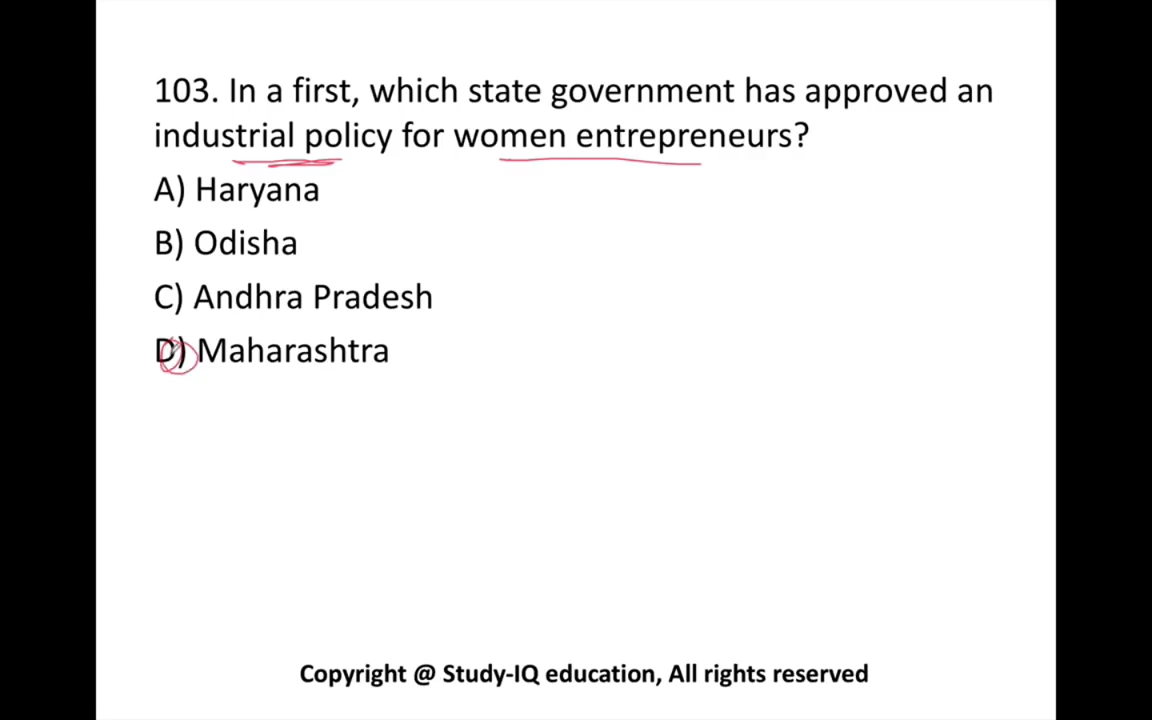 103. In a first, which state government has approved an
industrial policy for women entrepreneurs?
A) Haryana
B) Odisha
C) Andhra Pradesh
D) Maharashtra
Copyright @ Study-IQ education, All rights reserved